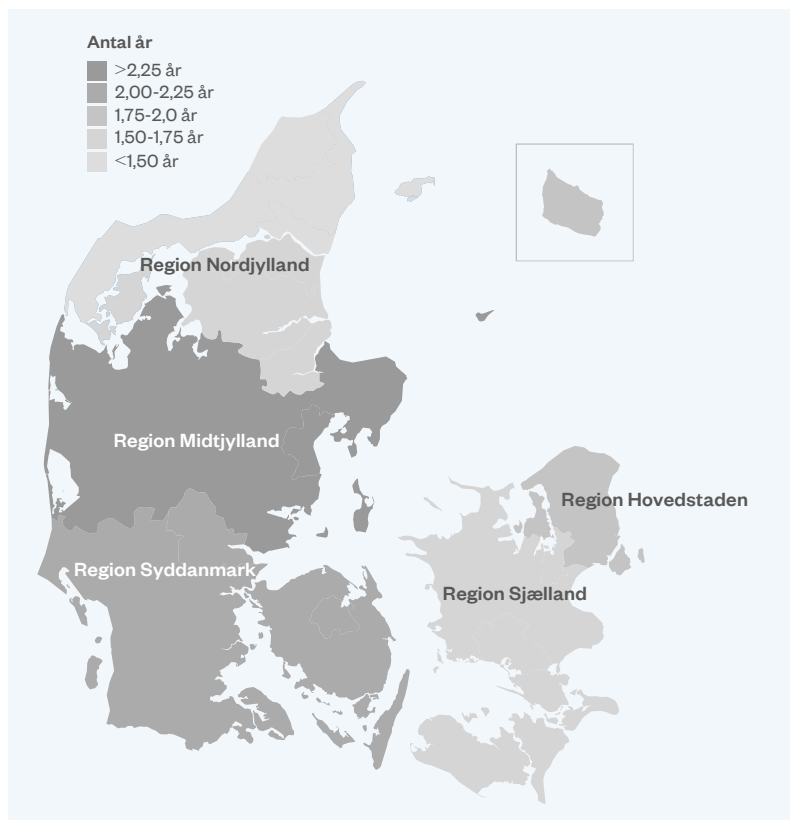 Antal år
>2,25 år
2,00-2,25 år
1,75-2,0 år
1,50-1,75 år
<1,50 år
Region Nordjylland
Region Midtjylland
Region Hovedstaden
Region Syddanmark
Region Sjælland